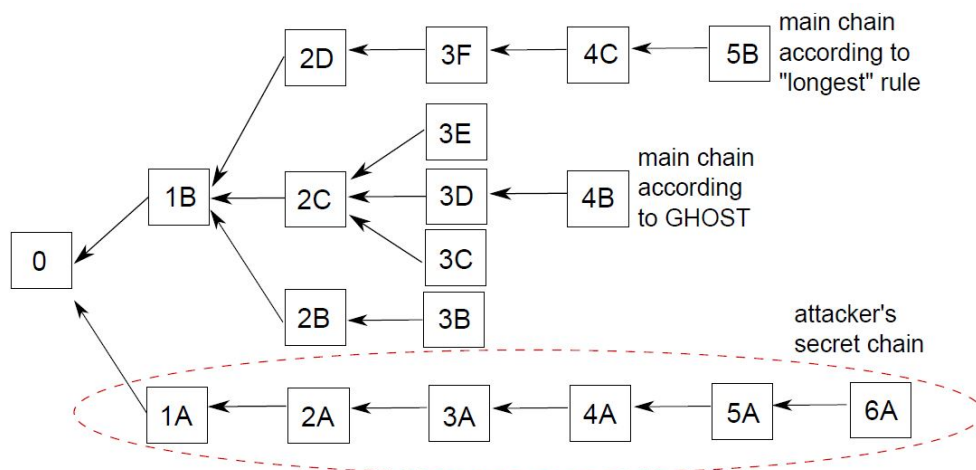 2D
3F
4C
5B
main chain
according to
"longest" rule
3E
1B
2C
3D
4B
main chain
according
to GHOST
0
3C
2B
3B
attacker's
secret chain
1A
2A
3A
4A
5A
6A